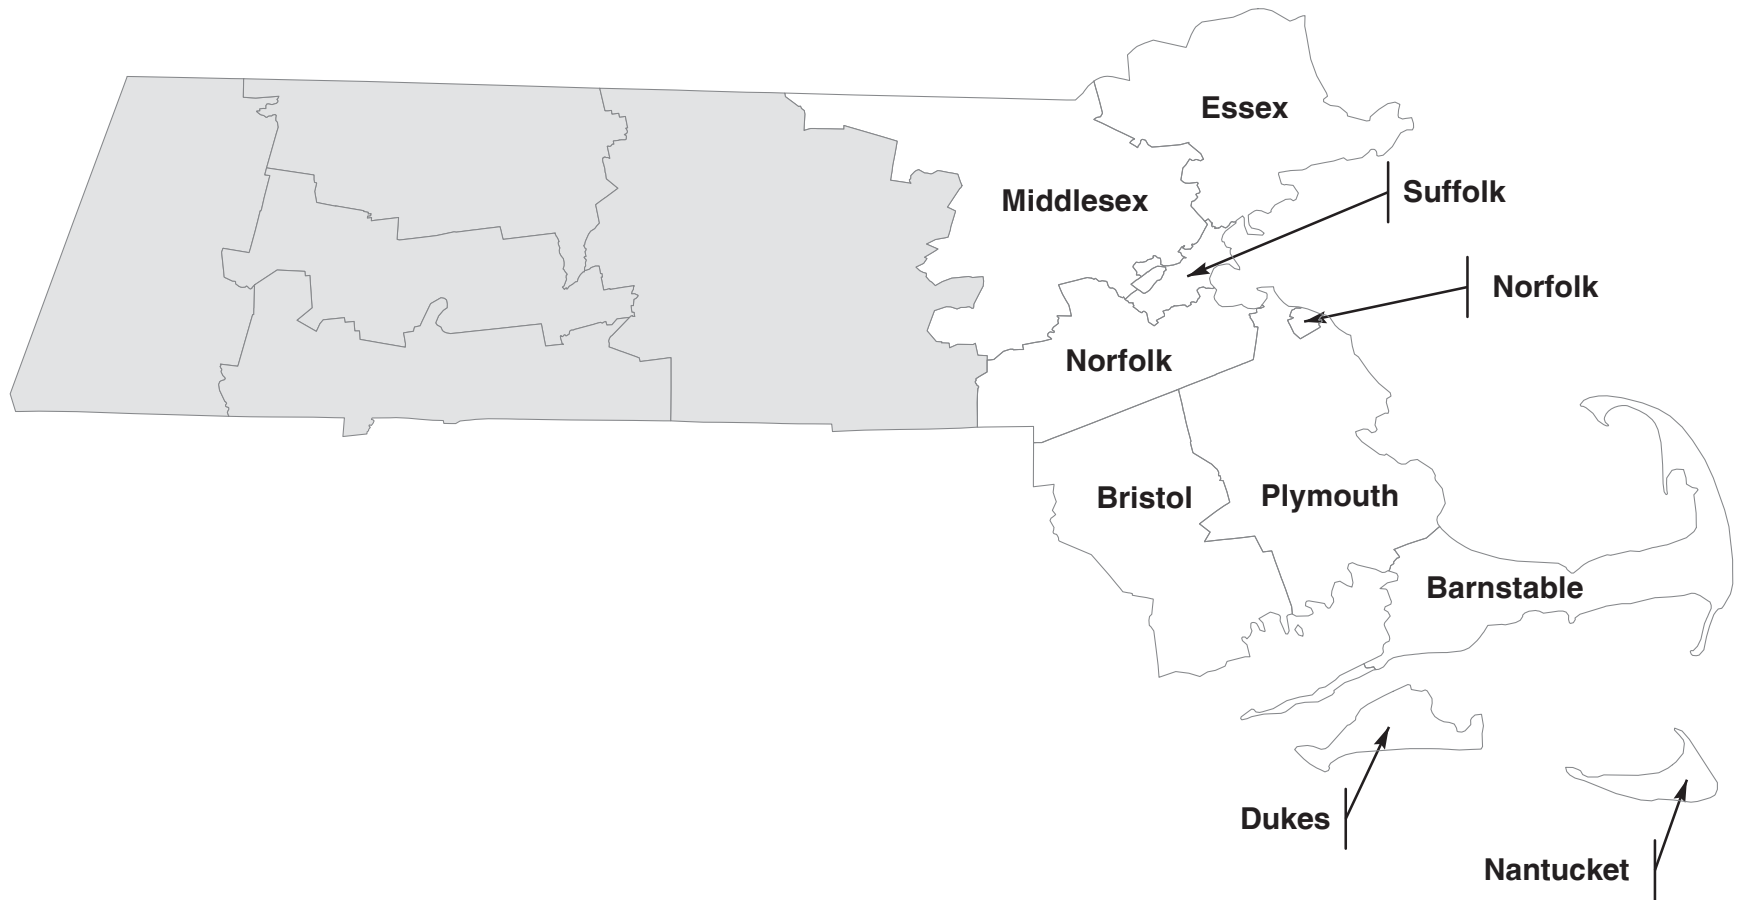 Essex
Suffolk
Middlesex
Norfolk
Norfolk
Bristol
Plymouth
Barnstable
Dukes
Nantucket